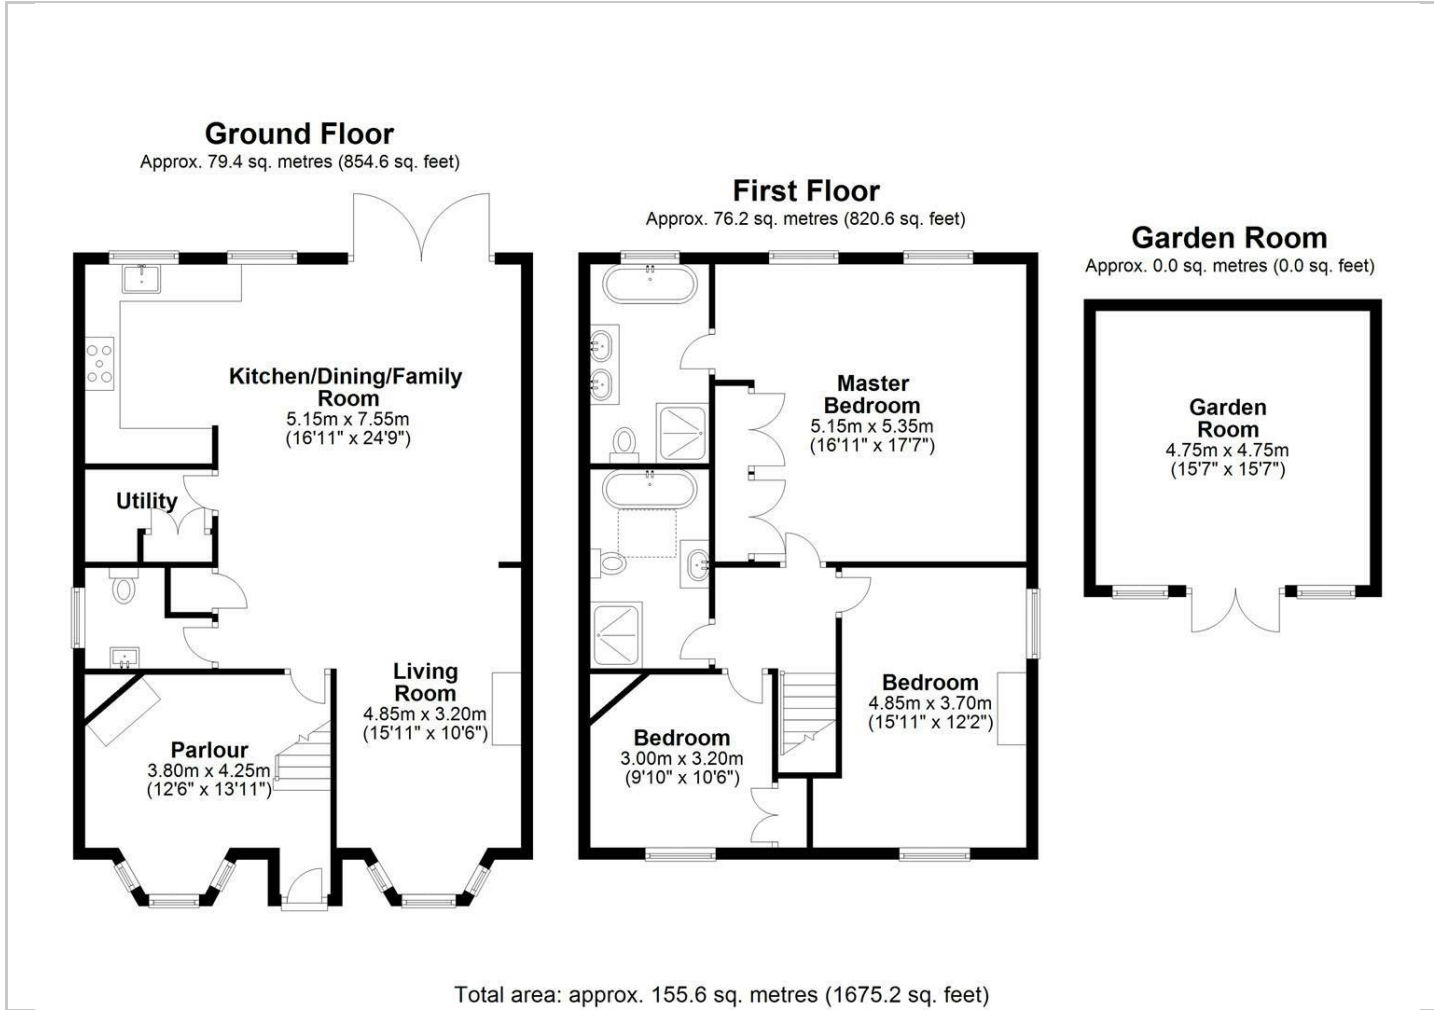 Ground Floor
Approx. 79.4 sq. metres (854.6 sq. feet)
Kitchen/Dining/Family
Room
5.15m x 7.55m
(16'11" x 24'9")
Utility
Living
Room
4.85m x 3.20m
(15'11" x 10'6")
Parlour
3.80m x 4.25m
(12'6" x 13'11")
First Floor
Approx. 76.2 sq. metres (820.6 sq. feet)
Master
Bedroom
5.15m x 5.35m
(16'11" x 17'7")
Bedroom
4.85m x 3.70m
(15'11" x 12'2")
Bedroom
3.00m x 3.20m
(9'10" x 10'6")
Garden Room
Approx. 0.0 sq. metres (0.0 sq. feet)
Garden
Room
4.75m x 4.75m
(15'7" x 15'7")
Total area: approx. 155.6 sq. metres (1675.2 sq. feet)